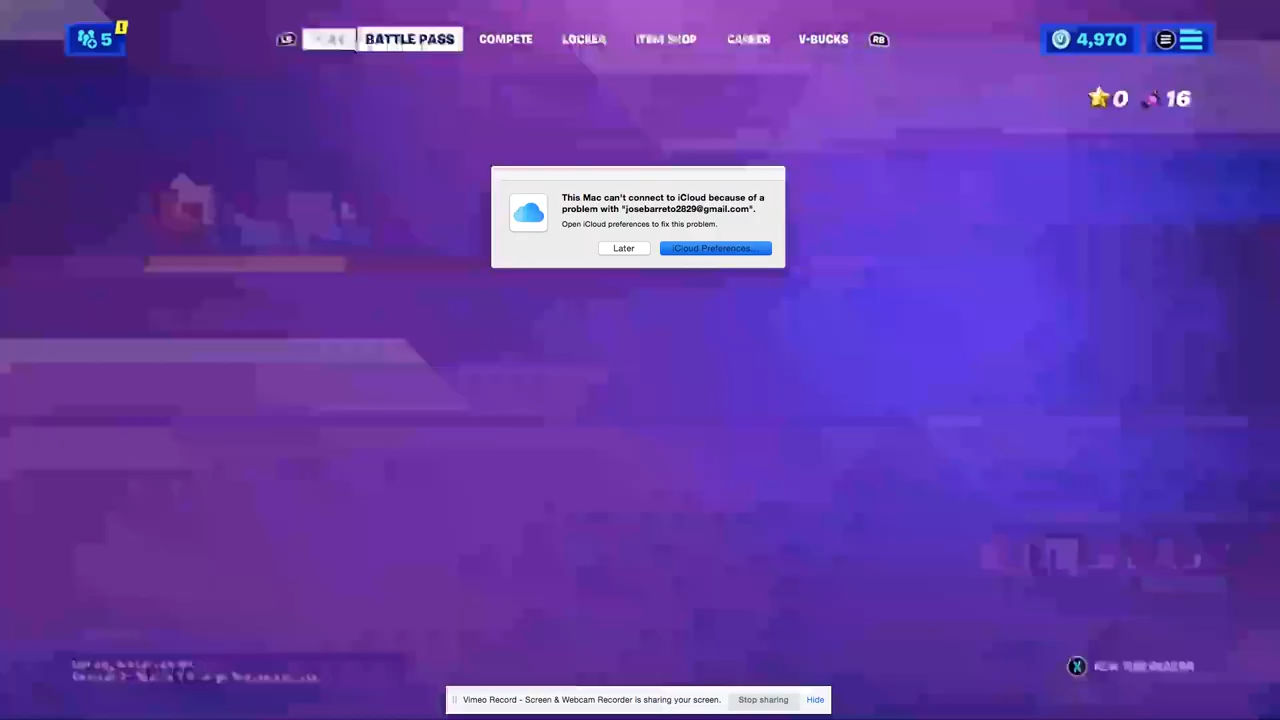 5
!
LB
BATTLE PASS
COMPETE
LOCKER
ITEM SHOP
CAREER
V-BUCKS
RB
4,970
0
16
This Mac can't connect to iCloud because of a
problem with "josebarreto2829@gmail.com".
Open iCloud preferences to fix this problem.
Later
iCloud Preferences...
X
Vimeo Record - Screen & Webcam Recorder is sharing your screen.
Stop sharing
Hide